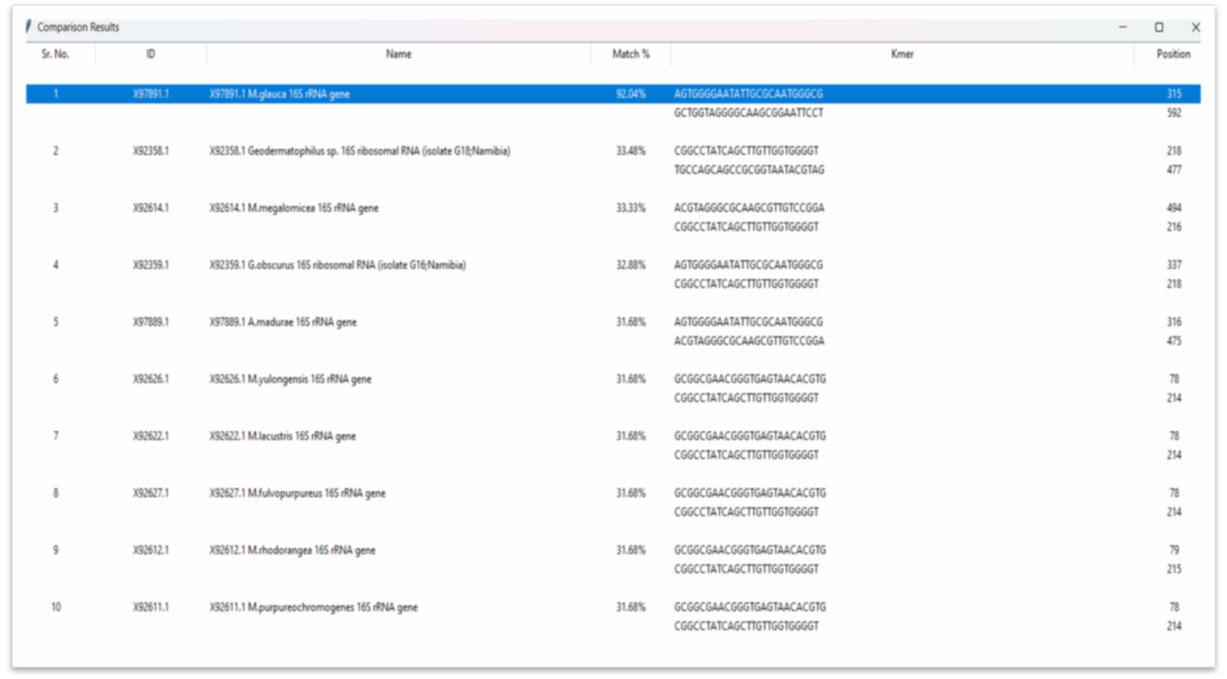 Comparison Results
Sr. No. ID Name Match % Kmer Position
1 X97891.1 X97891.1 M.glauca 16S rRNA gene 92.04% AGTGGGGAATATTGCGCAATGGGCG 315
GCTGGTAGGGGCAAGCGGAATTCCT 592
2 X92358.1 X92358.1 Geodermatophilus sp. 16S ribosomal RNA (isolate G18;Namibia) 33.48% CGGCCTATCAGCTTGTTGGTGGGGT 218
TGCCAGCAGCCGCGGTAATACGTAG 477
3 X92614.1 X92614.1 M.megalomicea 16S rRNA gene 33.33% ACGTAGGGCGCAAGCGTTGTCCGGA 494
CGGCCTATCAGCTTGTTGGTGGGGT 216
4 X92359.1 X92359.1 G.obscurus 16S ribosomal RNA (isolate G16;Namibia) 32.88% AGTGGGGAATATTGCGCAATGGGCG 337
CGGCCTATCAGCTTGTTGGTGGGGT 218
5 X97889.1 X97889.1 A.madurae 16S rRNA gene 31.68% AGTGGGGAATATTGCGCAATGGGCG 316
ACGTAGGGCGCAAGCGTTGTCCGGA 475
6 X92626.1 X92626.1 M.yulongensis 16S rRNA gene 31.68% GCGGCGAACGGGTGAGTAACACGTG 78
CGGCCTATCAGCTTGTTGGTGGGGT 214
7 X92622.1 X92622.1 M.lacustris 16S rRNA gene 31.68% GCGGCGAACGGGTGAGTAACACGTG 78
CGGCCTATCAGCTTGTTGGTGGGGT 214
8 X92627.1 X92627.1 M.fulvopurpureus 16S rRNA gene 31.68% GCGGCGAACGGGTGAGTAACACGTG 78
CGGCCTATCAGCTTGTTGGTGGGGT 214
9 X92612.1 X92612.1 M.rhodorangea 16S rRNA gene 31.68% GCGGCGAACGGGTGAGTAACACGTG 79
CGGCCTATCAGCTTGTTGGTGGGGT 215
10 X92611.1 X92611.1 M.purpureochromogenes 16S rRNA gene 31.68% GCGGCGAACGGGTGAGTAACACGTG 78
CGGCCTATCAGCTTGTTGGTGGGGT 214